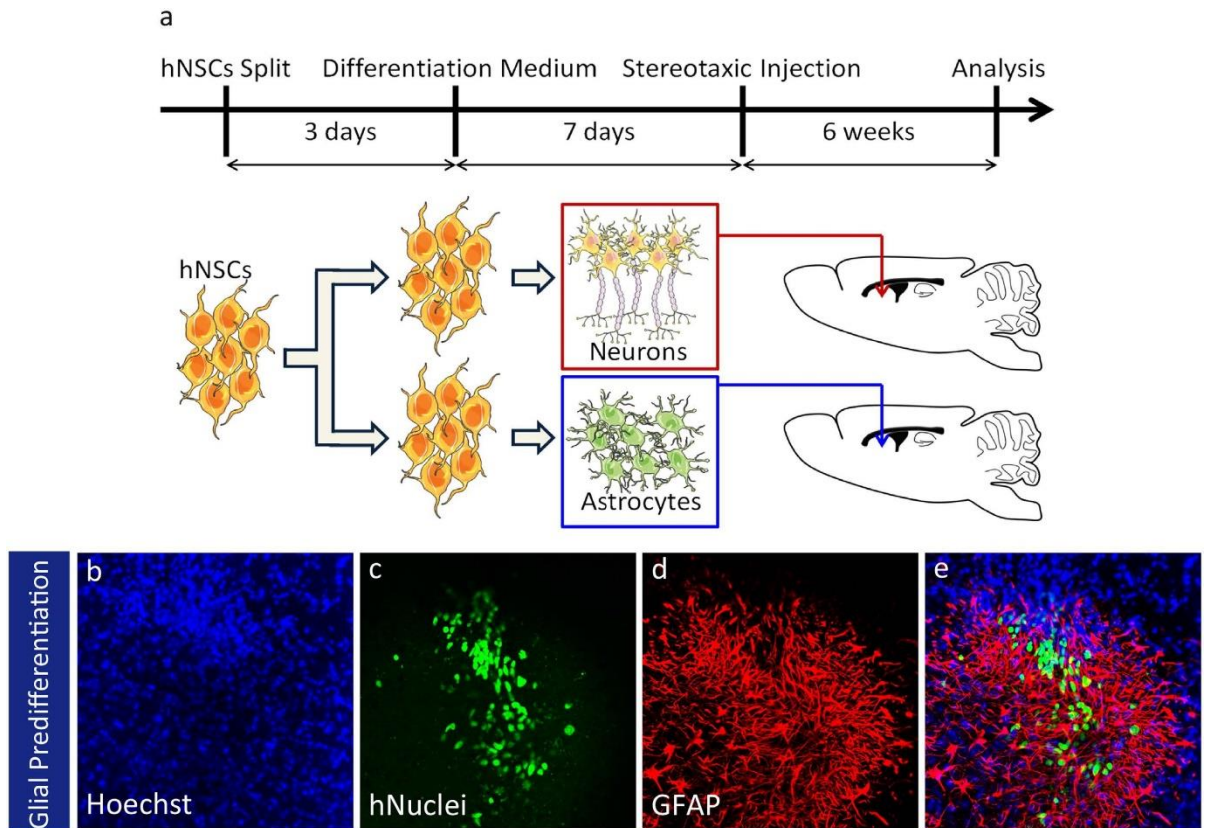 a
hNSCs Split Differentiation Medium Stereotaxic Injection Analysis
3 days 7 days 6 weeks
hNSCs
Neurons
Astrocytes
Glial Predifferentiation
b c d e
Hoechst hNuclei GFAP